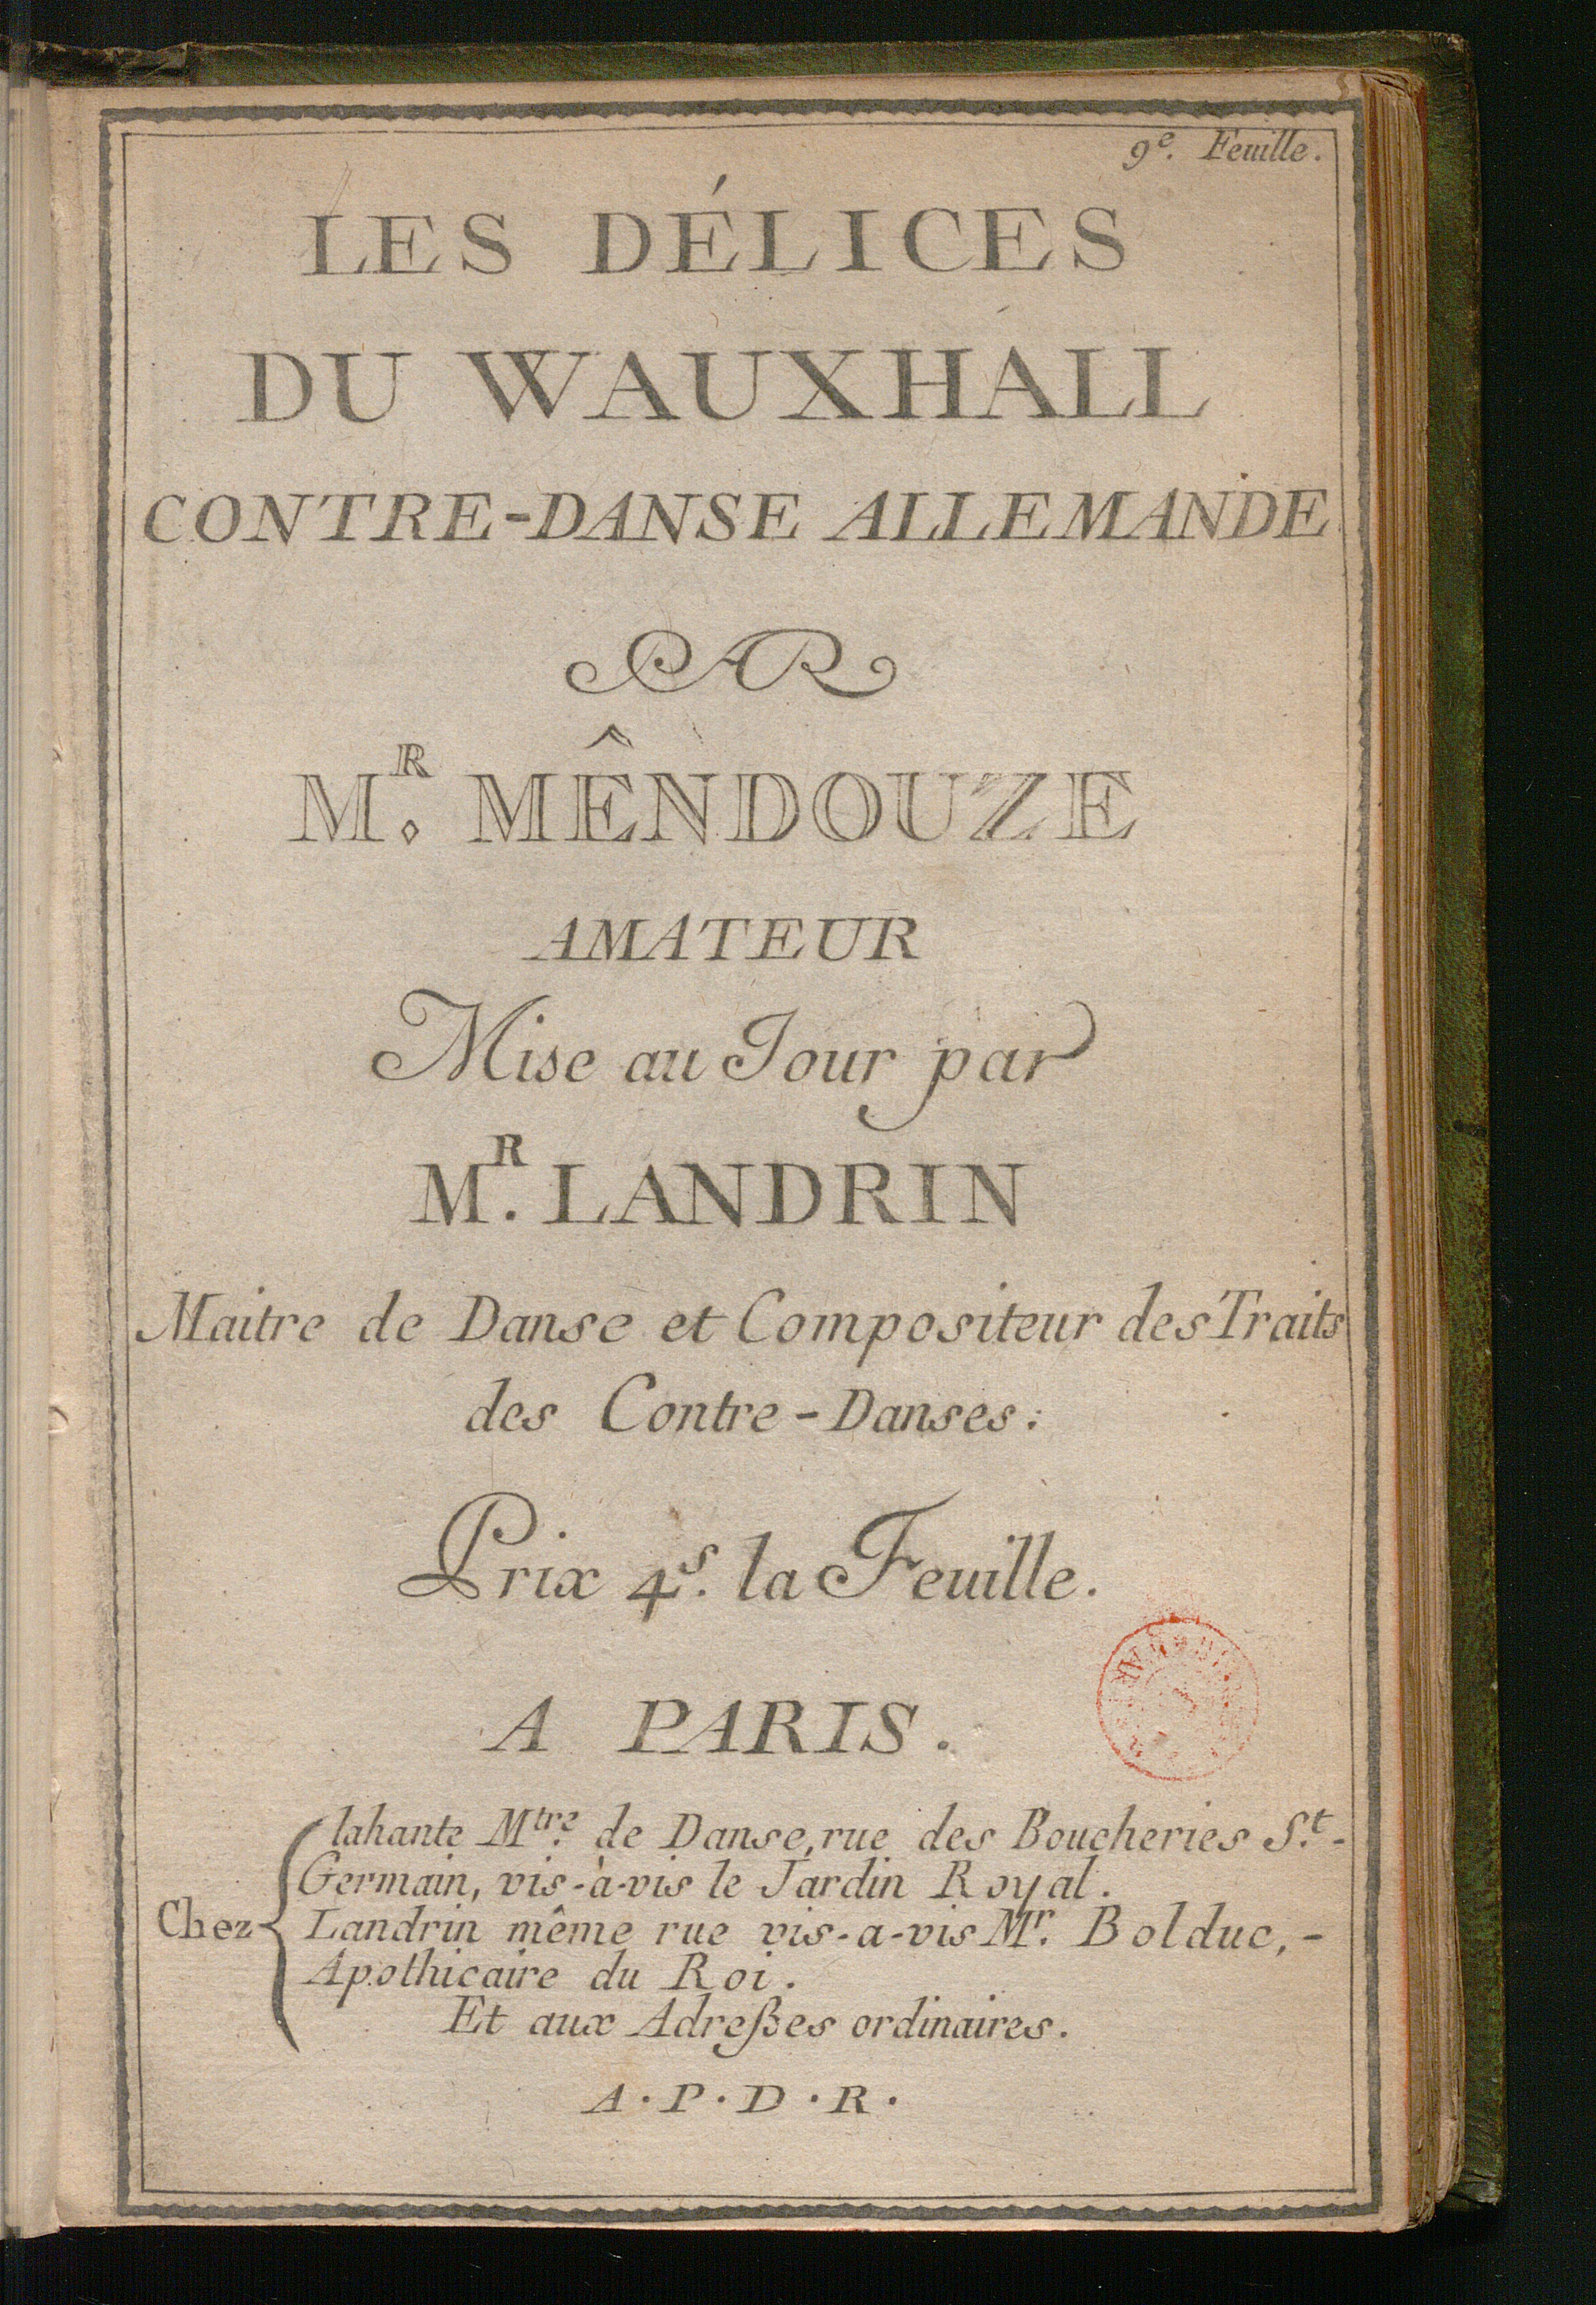 9e. Feuille.
LES DÉLICES
DU WAUXHALL
CONTRE-DANSE ALLEMANDE
PAR
MR. MÊNDOUZE
AMATEUR
Mise au Jour par
MR. LANDRIN
Maitre de Danse et Compositeur des Traits
des Contre-Danses:
Prix 4s. la Feuille.
A PARIS.
lahante Mtre. de Danse, rue des Boucheries St.-
Germain, vis-à-vis le Jardin Royal.
Chez Landrin même rue vis-a-vis Mr. Bolduc,-
Apothicaire du Roi.
Et aux Adreßes ordinaires.
A.P.D.R.